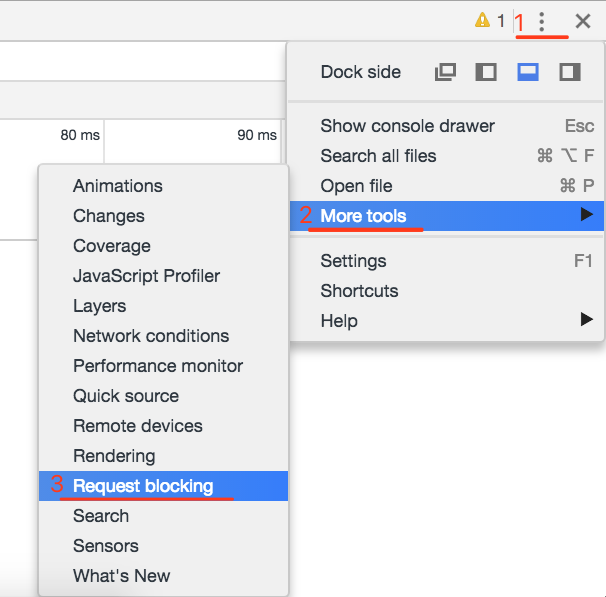 1 1
Dock side
80 ms 90 ms
Show console drawer Esc
Search all files ⌘ ⌥ F
Open file ⌘ P
2 More tools
Settings F1
Shortcuts
Help
Animations
Changes
Coverage
JavaScript Profiler
Layers
Network conditions
Performance monitor
Quick source
Remote devices
Rendering
3 Request blocking
Search
Sensors
What's New